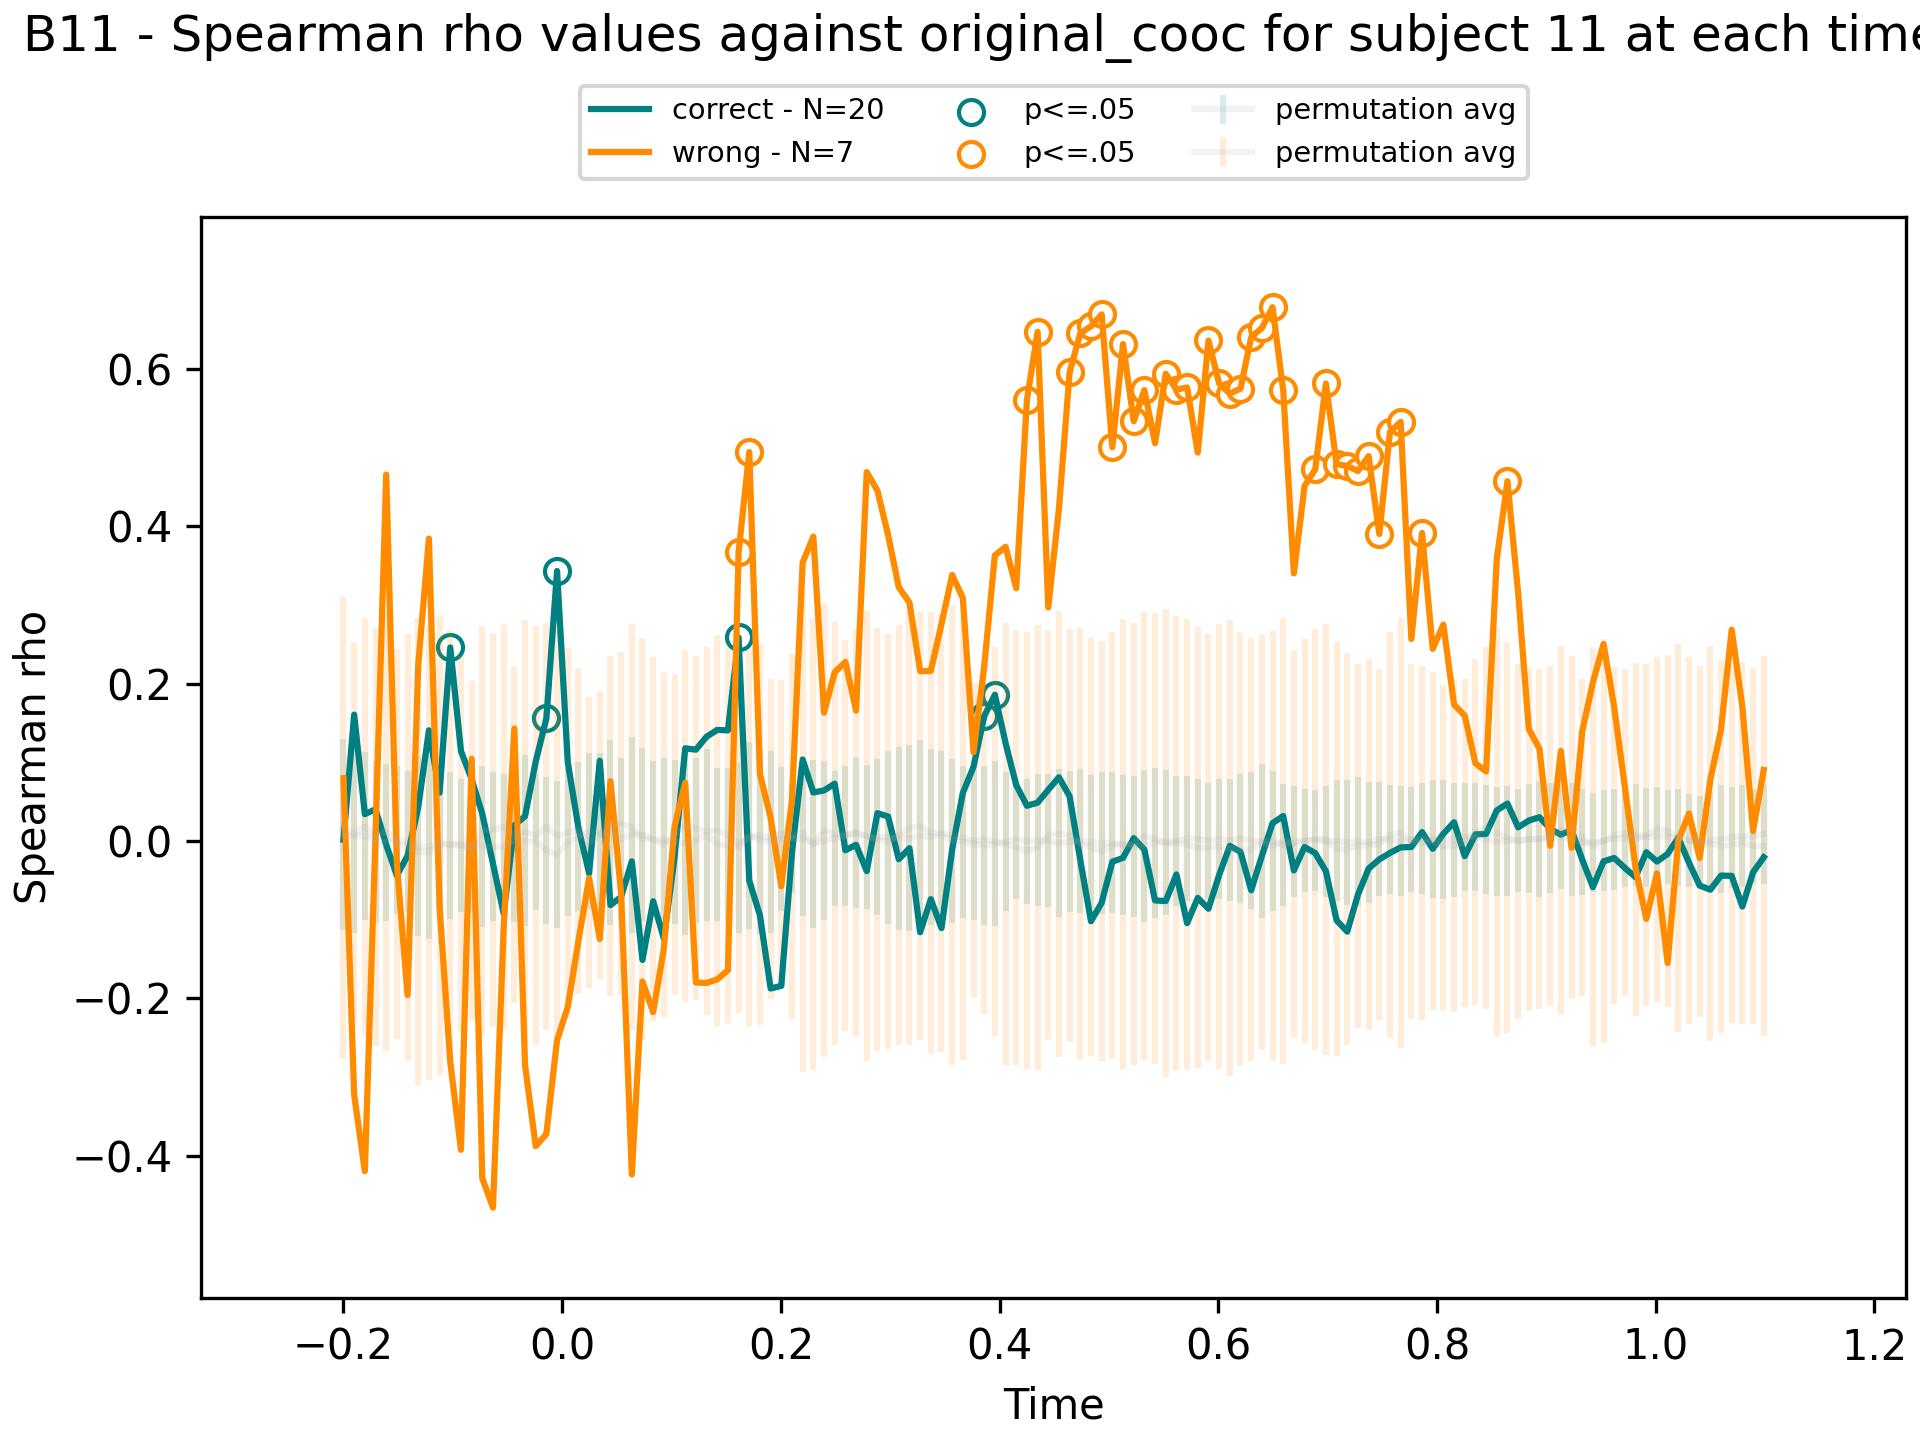 B11 - Spearman rho values against original_cooc for subject 11 at each time
correct - N=20
wrong - N=7
p<=.05
p<=.05
permutation avg
permutation avg
Spearman rho
0.6
0.4
0.2
0.0
−0.2
−0.4
−0.2 0.0 0.2 0.4 0.6 0.8 1.0 1.2
Time